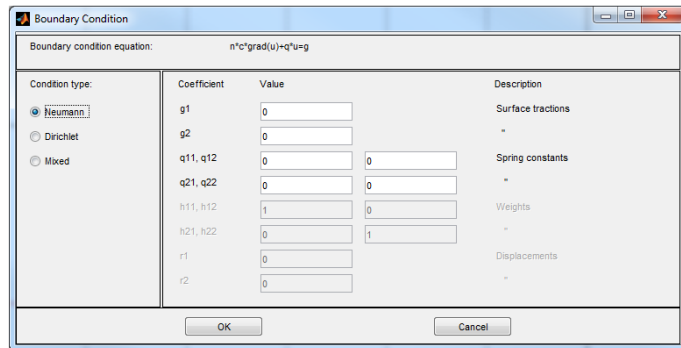 Boundary Condition
Boundary condition equation: n*c*grad(u)+q*u=g
Condition type: Coefficient Value Description
Neumann g1 0 Surface tractions
Dirichlet g2 0 "
Mixed q11, q12 0 0 Spring constants
q21, q22 0 0 "
h11, h12 1 0 Weights
h21, h22 0 1 "
r1 0 Displacements
r2 0 "
OK Cancel